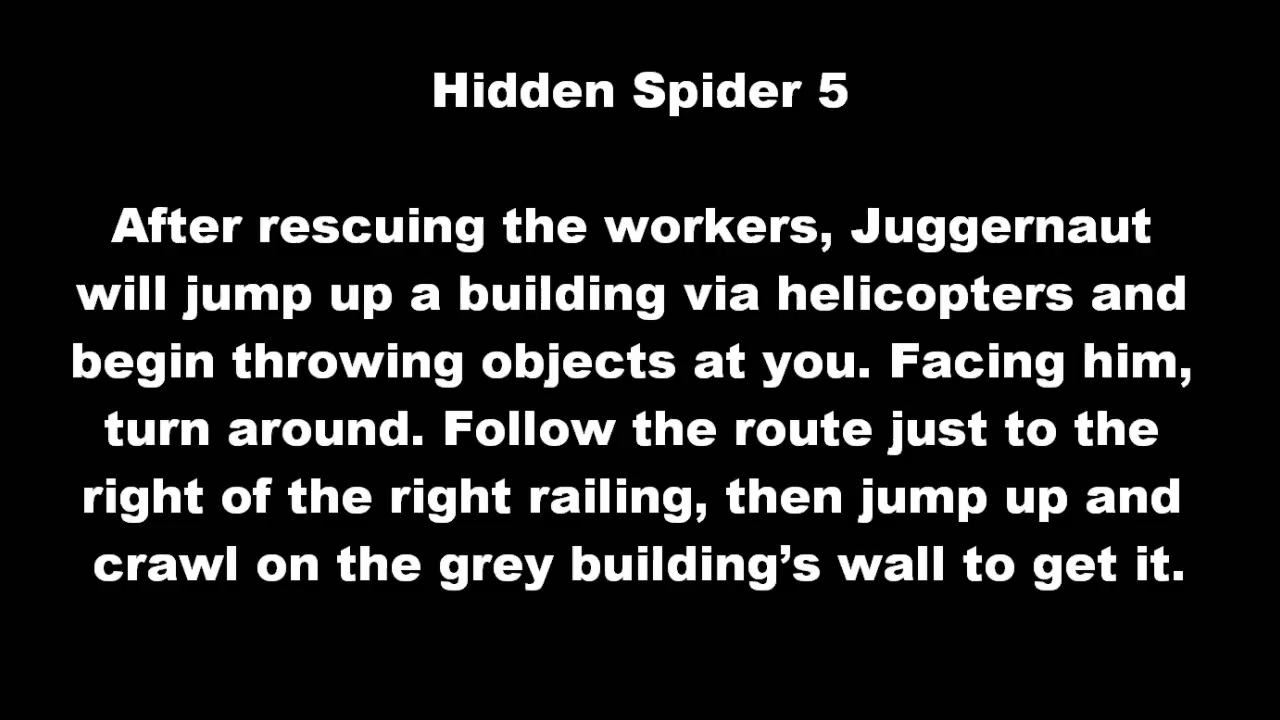 Hidden Spider 5
After rescuing the workers, Juggernaut
will jump up a building via helicopters and
begin throwing objects at you. Facing him,
turn around. Follow the route just to the
right of the right railing, then jump up and
crawl on the grey building’s wall to get it.